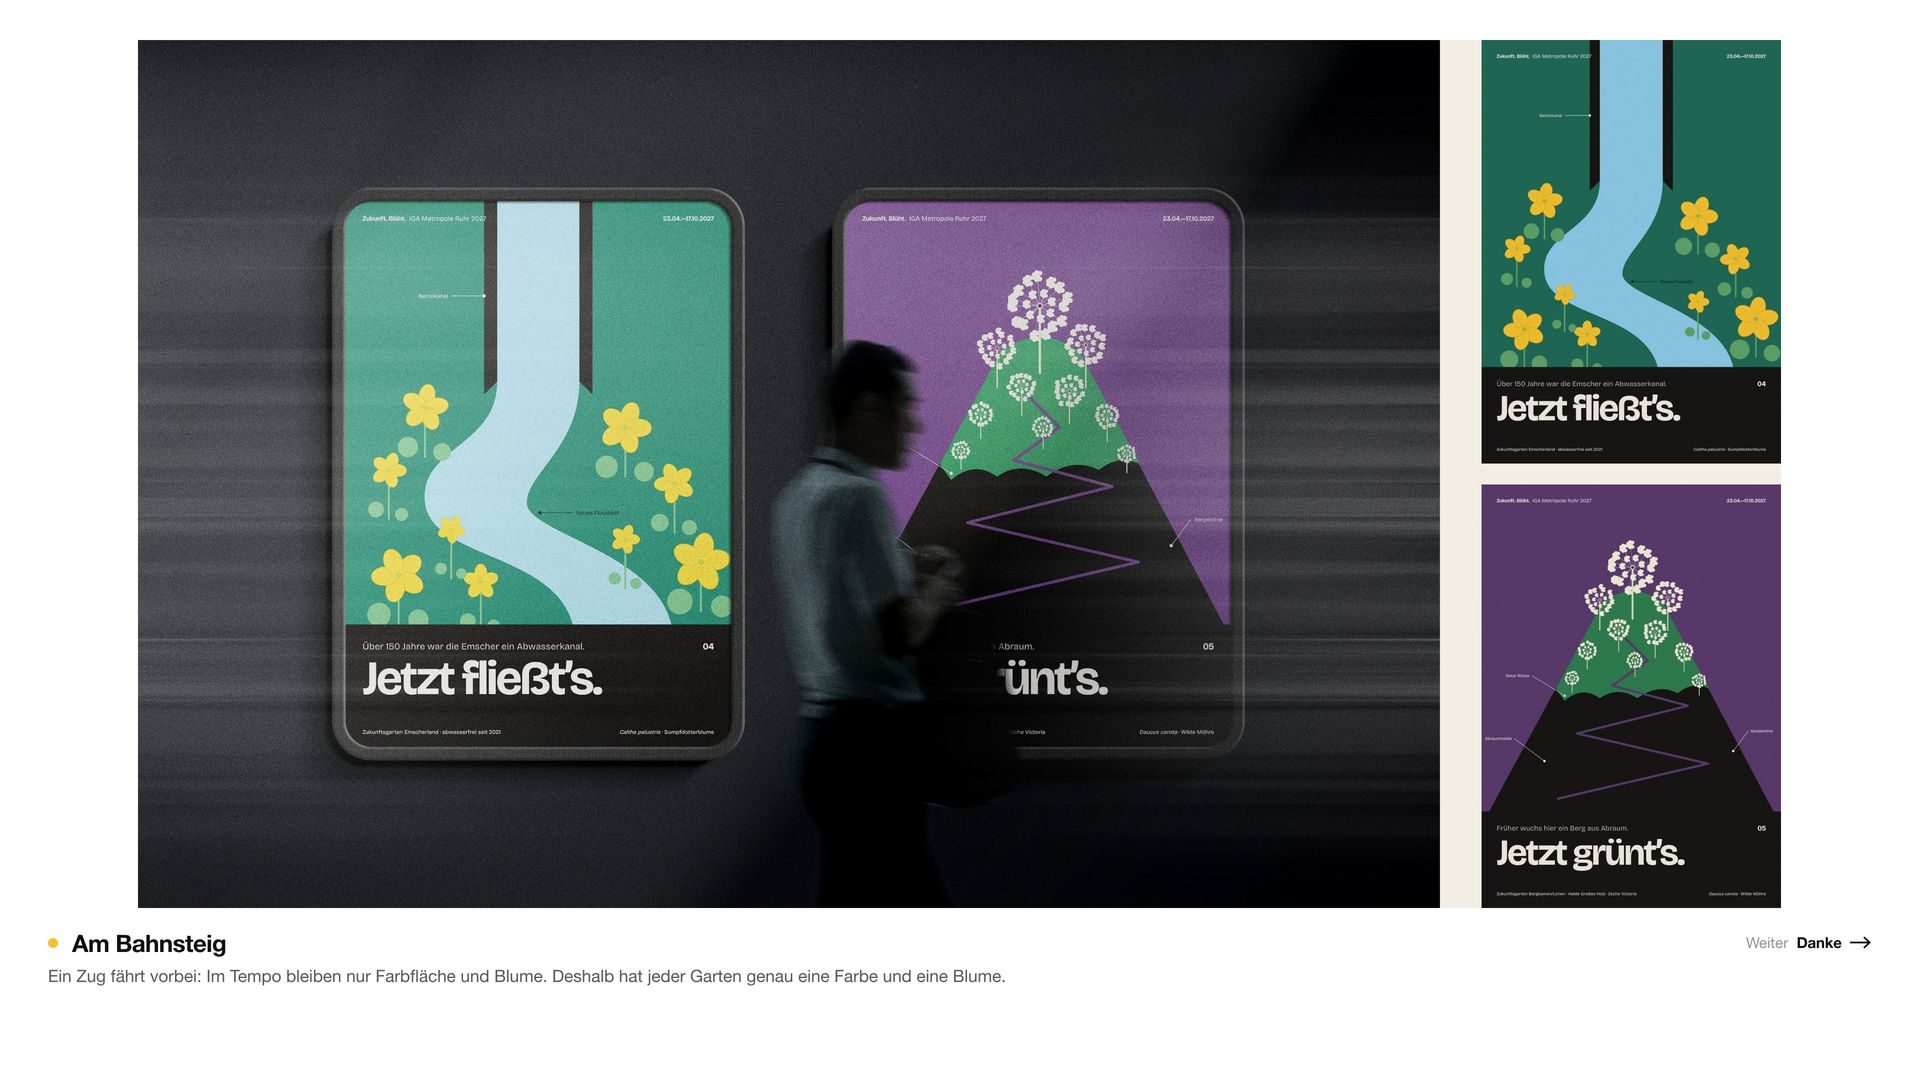 Zukunft. Blüht. IGA Metropole Ruhr 2027
23.04.—17.10.2027
Betonkanal
Neues Flussbett
Über 150 Jahre war die Emscher ein Abwasserkanal.
04
Jetzt fließt's.
Zukunftsgarten Emscherland · abwasserfrei seit 2021
Caltha palustris · Sumpfdotterblume
Zukunft. Blüht. IGA Metropole Ruhr 2027
23.04.—17.10.2027
Serpentine
Abraum.
05
rünt's.
Zeche Victoria
Daucus carota · Wilde Möhre
Zukunft. Blüht. IGA Metropole Ruhr 2027
23.04.—17.10.2027
Betonkanal
Neues Flussbett
Über 150 Jahre war die Emscher ein Abwasserkanal.
04
Jetzt fließt's.
Zukunftsgarten Emscherland · abwasserfrei seit 2021
Caltha palustris · Sumpfdotterblume
Zukunft. Blüht. IGA Metropole Ruhr 2027
23.04.—17.10.2027
Neue Wiese
Serpentine
Abraumhalde
Früher wuchs hier ein Berg aus Abraum.
05
Jetzt grünt's.
Zukunftsgarten Bergkamen/Lünen · Halde Großes Holz · Zeche Victoria
Daucus carota · Wilde Möhre
Am Bahnsteig
Weiter Danke →
Ein Zug fährt vorbei: Im Tempo bleiben nur Farbfläche und Blume. Deshalb hat jeder Garten genau eine Farbe und eine Blume.